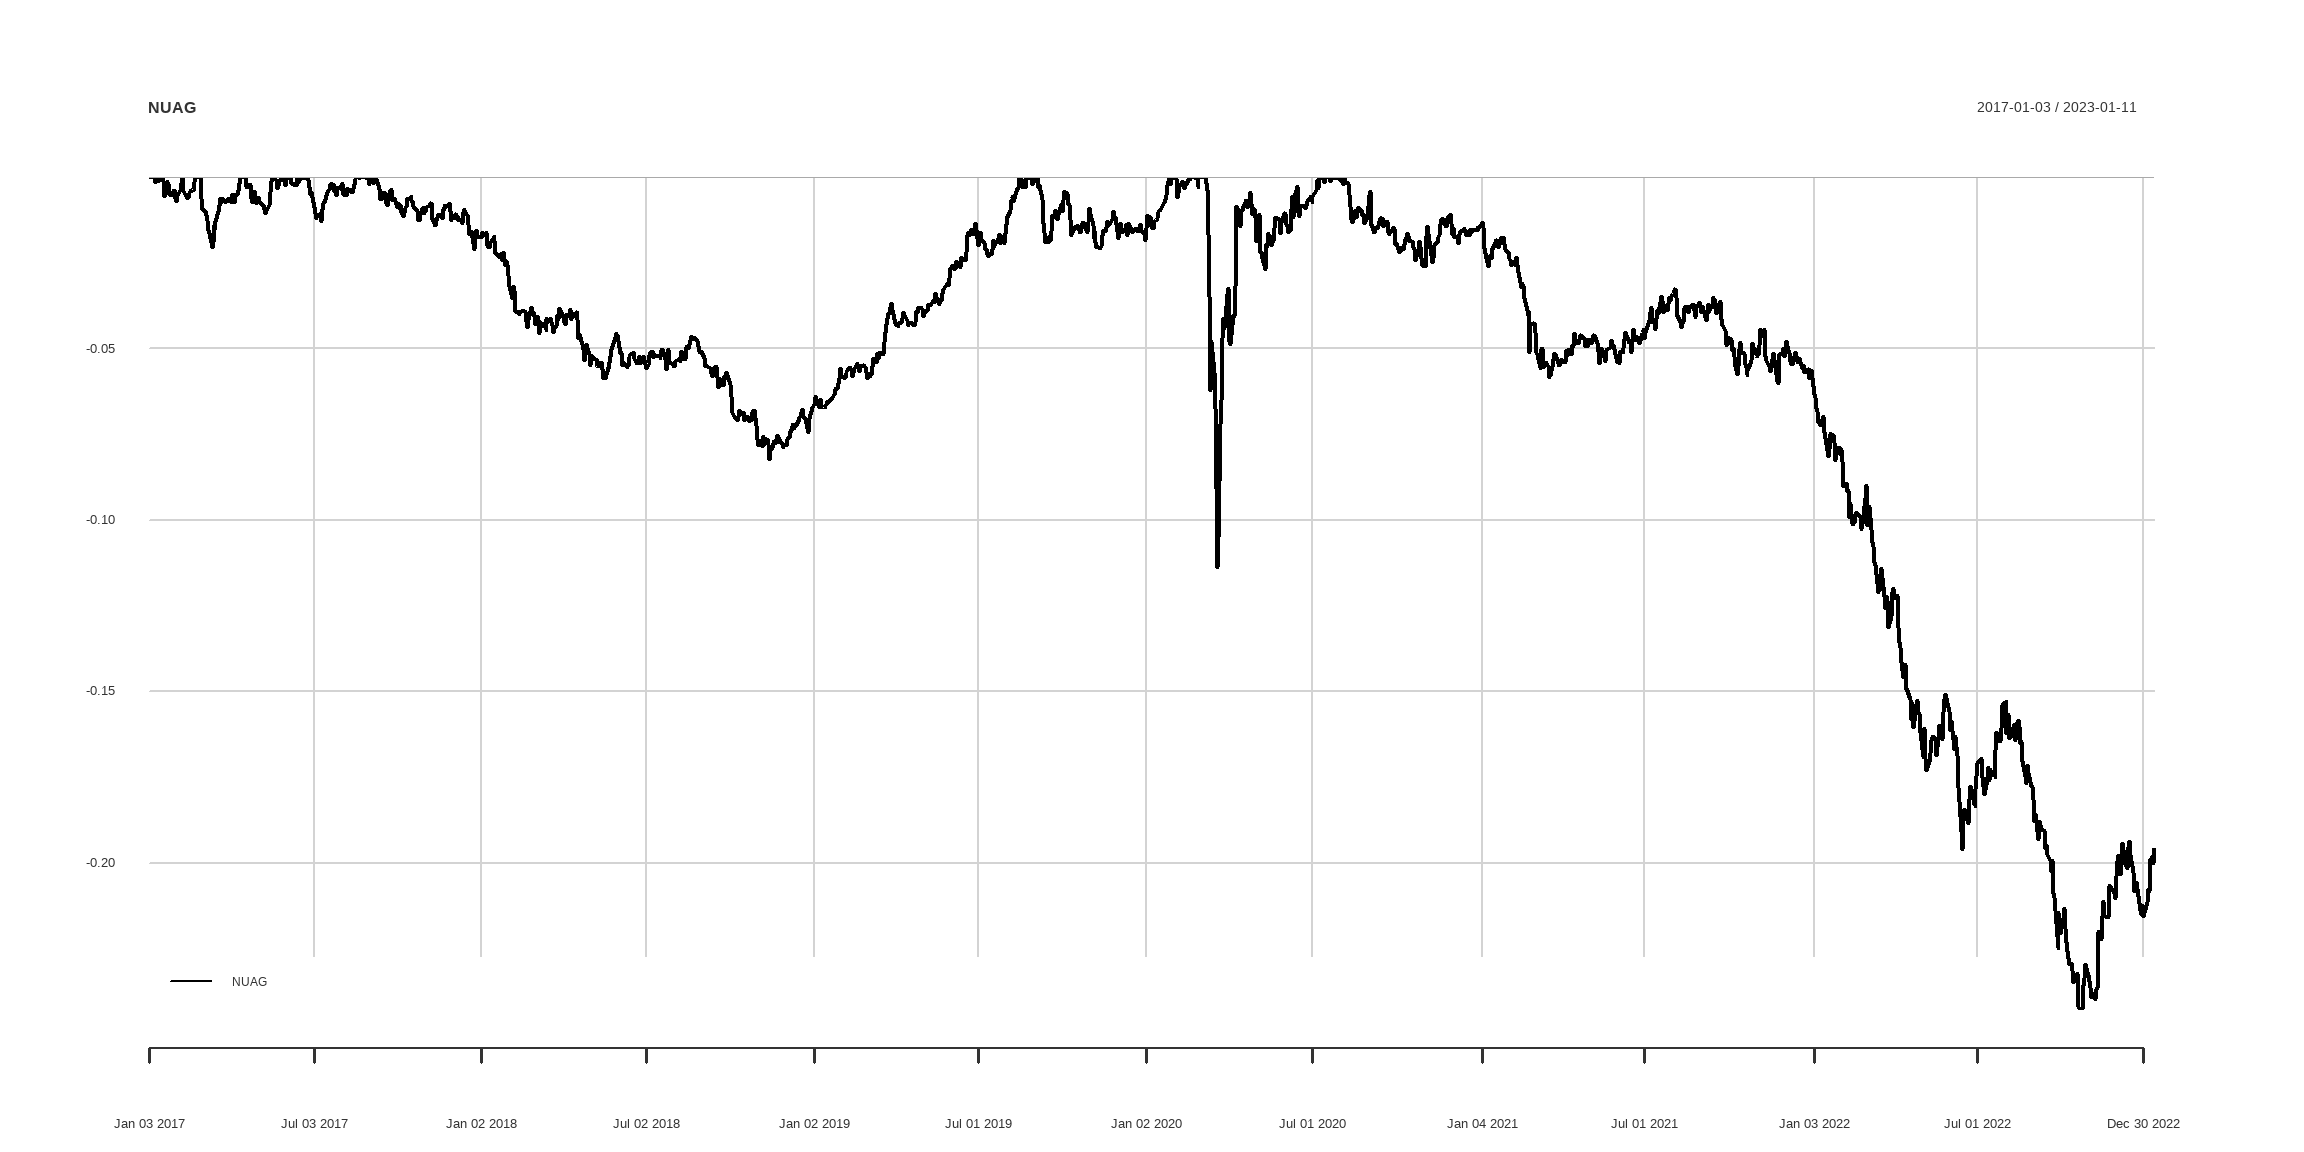 NUAG
2017-01-03 / 2023-01-11
-0.05
-0.10
-0.15
-0.20
NUAG
Jan 03 2017
Jul 03 2017
Jan 02 2018
Jul 02 2018
Jan 02 2019
Jul 01 2019
Jan 02 2020
Jul 01 2020
Jan 04 2021
Jul 01 2021
Jan 03 2022
Jul 01 2022
Dec 30 2022